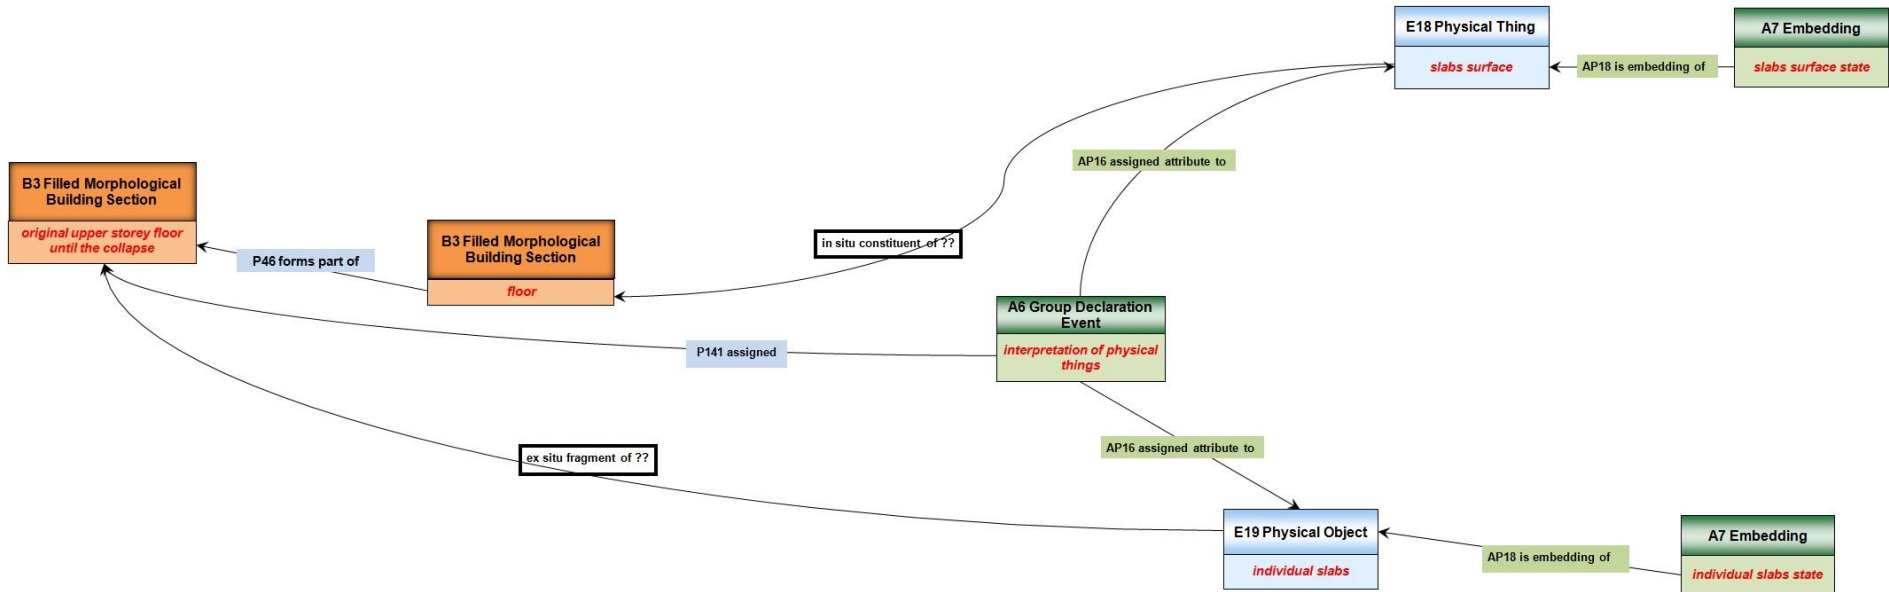 E18 Physical Thing
slabs surface
AP18 is embedding of
A7 Embedding
slabs surface state
AP16 assigned attribute to
B3 Filled Morphological
Building Section
original upper storey floor
until the collapse
P46 forms part of
B3 Filled Morphological
Building Section
floor
in situ constituent of ??
A6 Group Declaration
Event
interpretation of physical
things
P141 assigned
AP16 assigned attribute to
ex situ fragment of ??
E19 Physical Object
individual slabs
AP18 is embedding of
A7 Embedding
individual slabs state